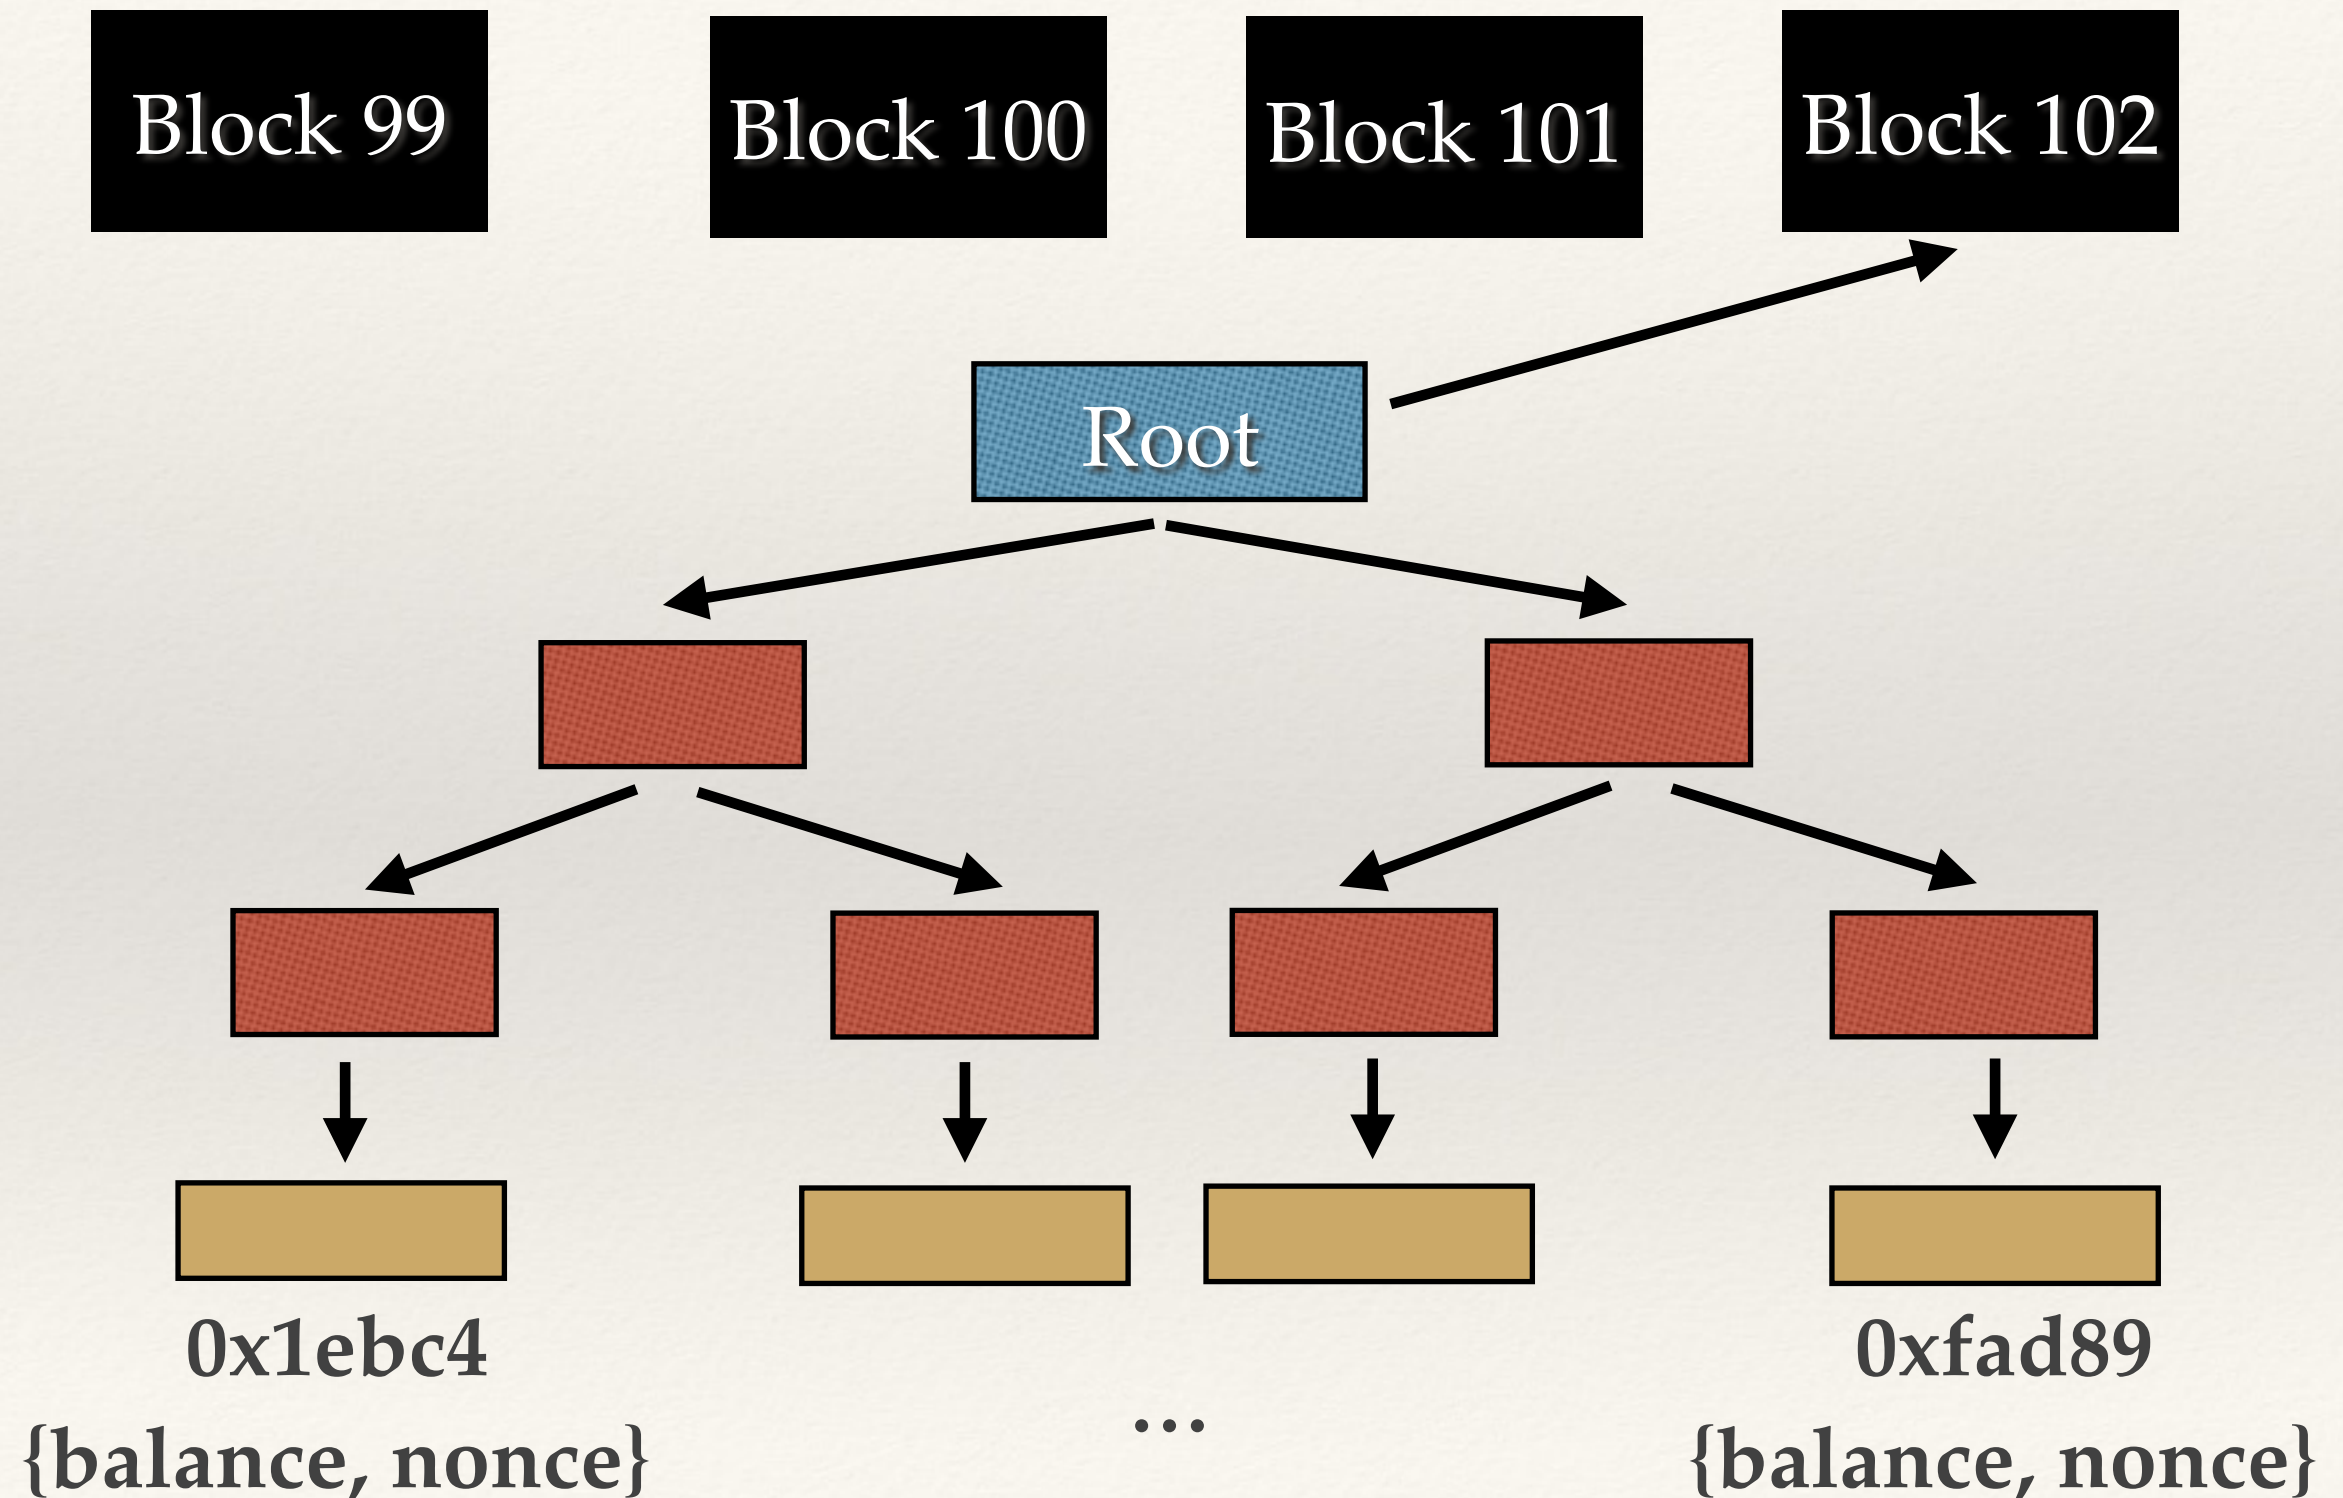 Block 99
Block 100
Block 101
Block 102
Root
0x1ebc4
0xfad89
...
{balance, nonce}
{balance, nonce}